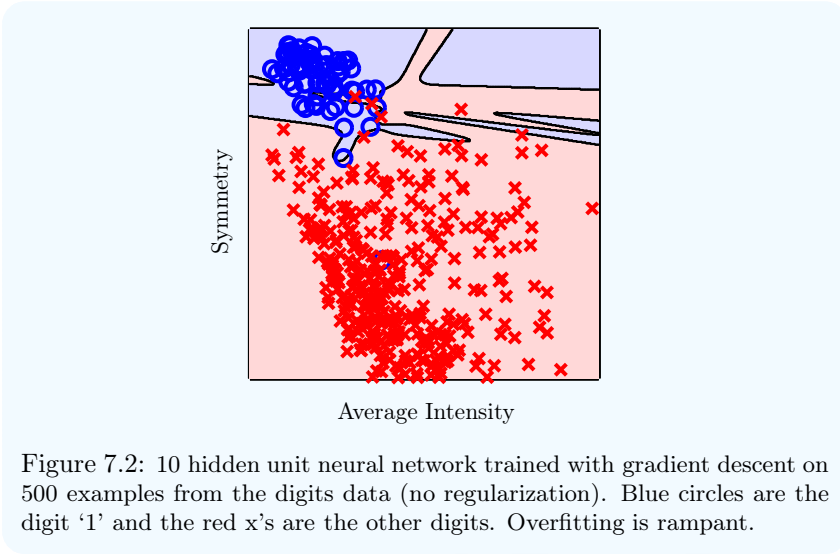 Symmetry
Average Intensity
Figure 7.2: 10 hidden unit neural network trained with gradient descent on
500 examples from the digits data (no regularization). Blue circles are the
digit ‘1’ and the red x's are the other digits. Overfitting is rampant.